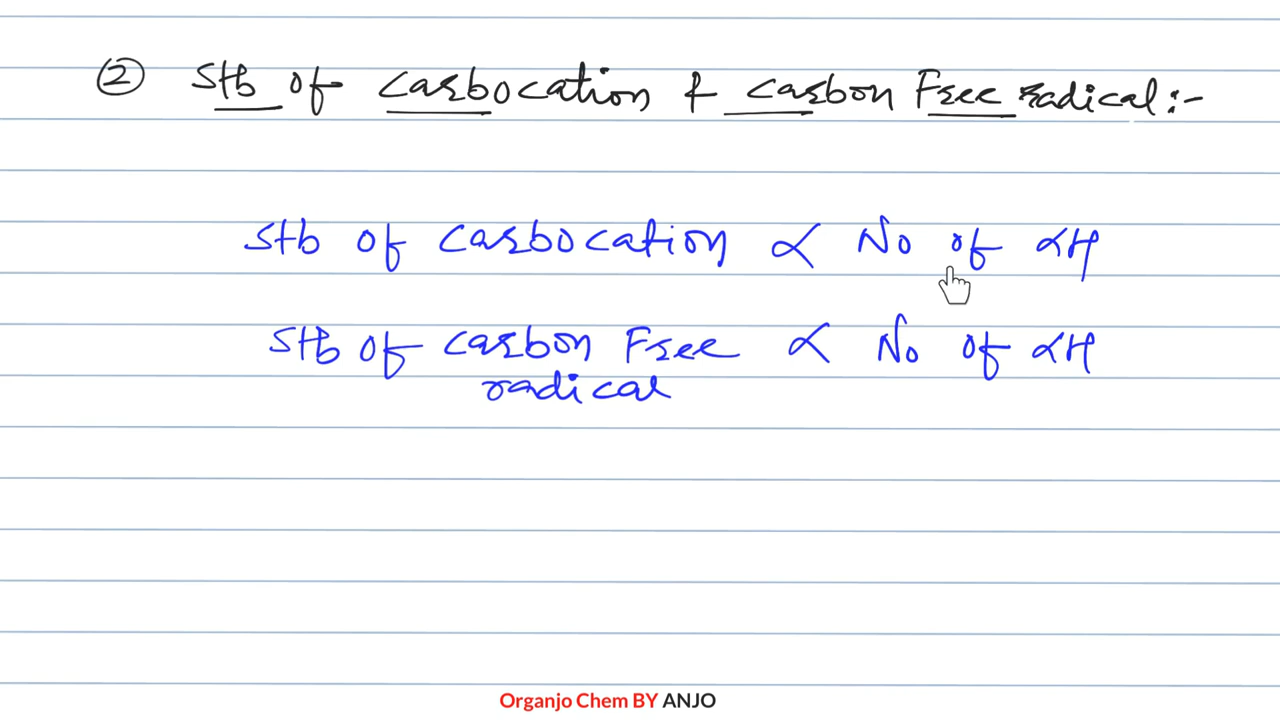 ② Stb of carbocation & carbon Free radical:-
Stb of carbocation ∝ No of αH
Stb of carbon Free ∝ No of αH
radical
Organjo Chem BY ANJO